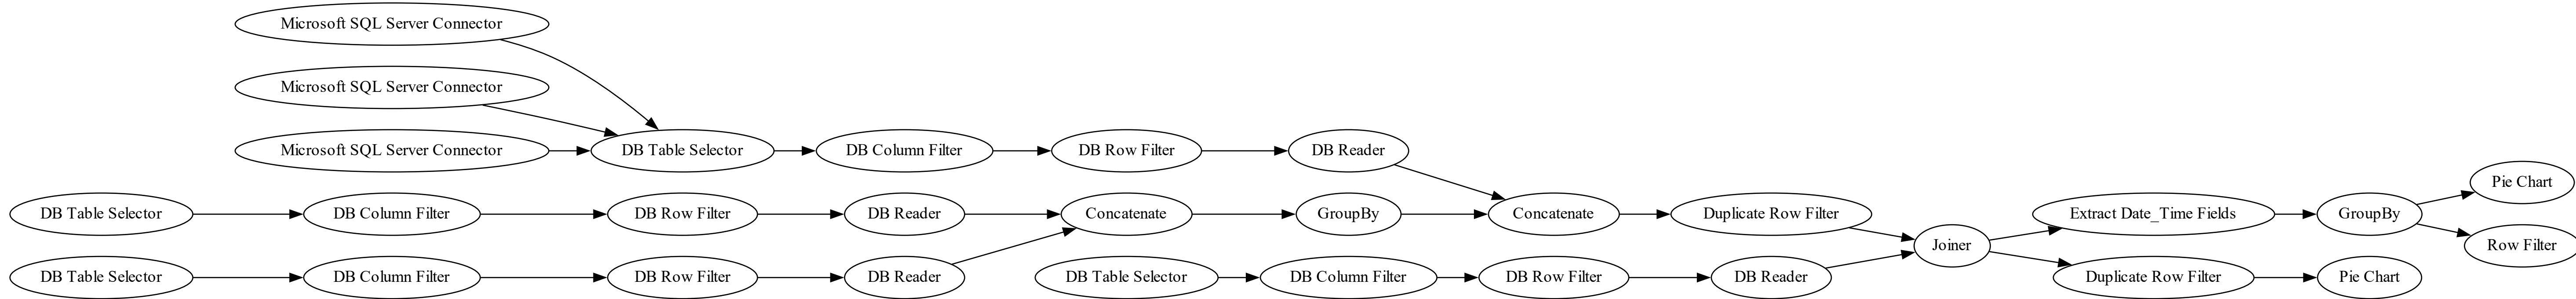 Microsoft SQL Server Connector
Microsoft SQL Server Connector
Microsoft SQL Server Connector
DB Table Selector
DB Column Filter
DB Row Filter
DB Reader
Pie Chart
DB Table Selector
DB Column Filter
DB Row Filter
DB Reader
Concatenate
GroupBy
Concatenate
Duplicate Row Filter
Extract Date_Time Fields
GroupBy
Joiner
Row Filter
DB Table Selector
DB Column Filter
DB Row Filter
DB Reader
DB Table Selector
DB Column Filter
DB Row Filter
DB Reader
Duplicate Row Filter
Pie Chart